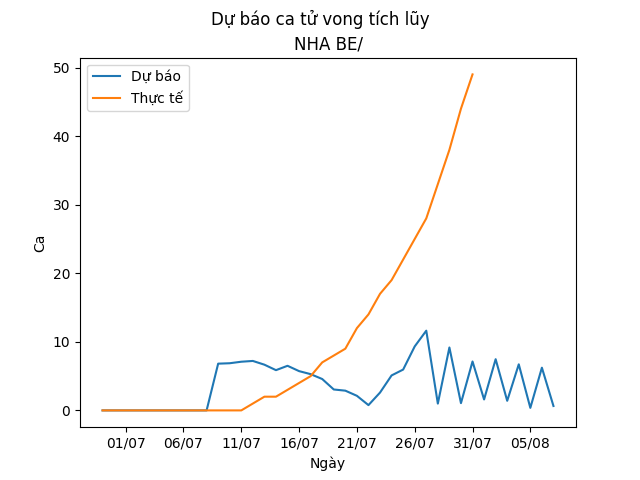 Dự báo ca tử vong tích lũy
NHA BE/
Dự báo
Thực tế
50
40
30
20
10
0
Ca
01/07 06/07 11/07 16/07 21/07 26/07 31/07 05/08
Ngày